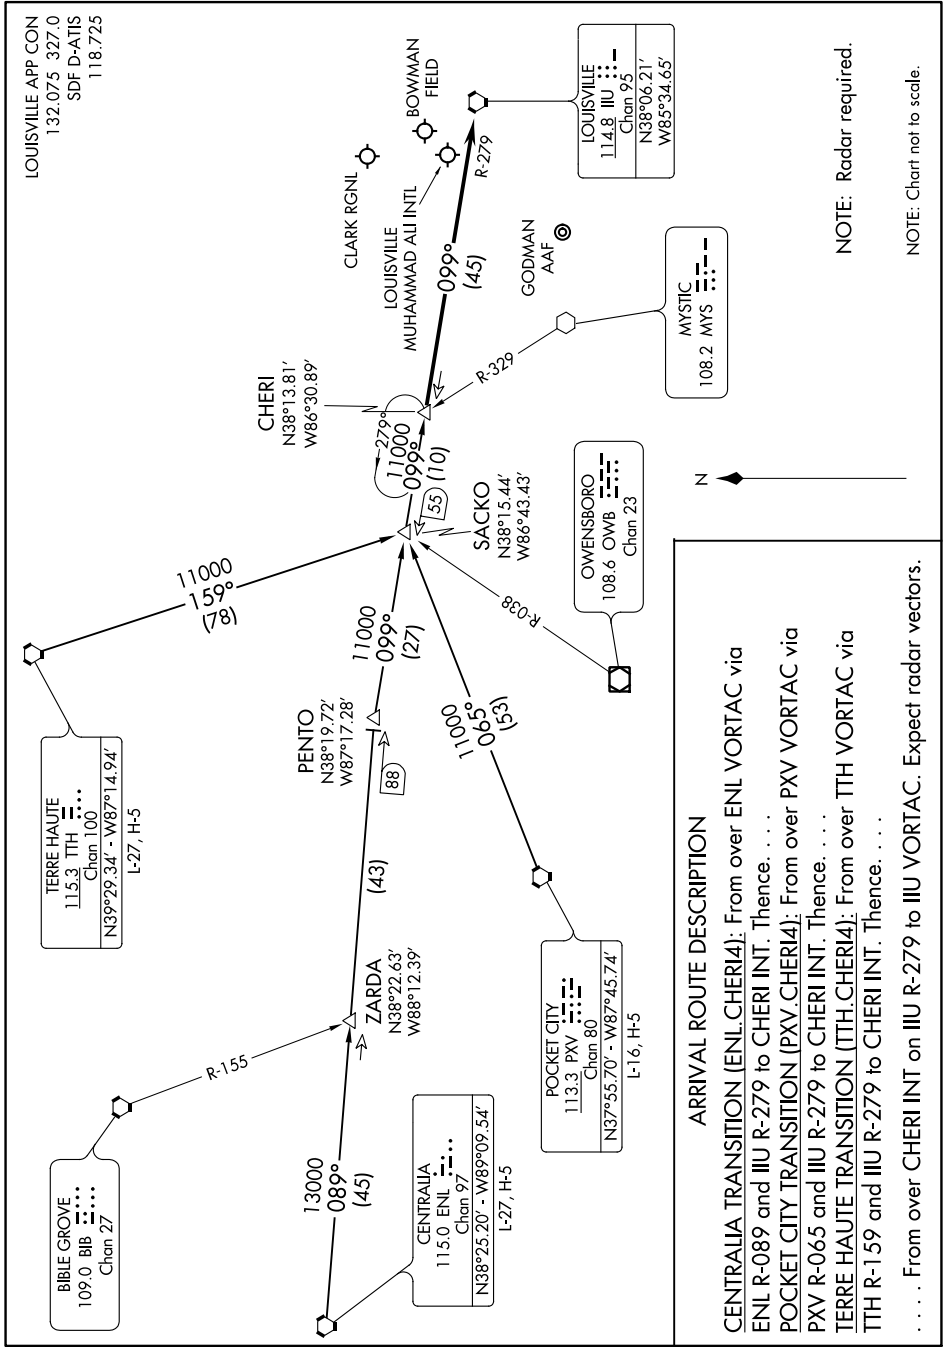 LOUISVILLE APP CON
132.075 327.0
SDF D-ATIS
118.725
TERRE HAUTE
115.3 TTH
Chan 100
N39°29.34' - W87°14.94'
L-27, H-5
BIBLE GROVE
109.0 BIB
Chan 27
R-155
11000
159°
(78)
CHERI
N38°13.81'
W86°30.89'
CLARK RGNL
BOWMAN
FIELD
LOUISVILLE
MUHAMMAD ALI INTL
13000
089°
(45)
ZARDA
N38°22.63'
W88°12.39'
(43)
PENTO
N38°19.72'
W87°17.28'
88
11000
099°
(27)
279°
11000
099°
(10)
55
SACKO
N38°15.44'
W86°43.43'
099°
(45)
R-279
LOUISVILLE
114.8 IIU
Chan 95
N38°06.21'
W85°34.65'
GODMAN
AAF
R-329
MYSTIC
108.2 MYS
CENTRALIA
115.0 ENL
Chan 97
N38°25.20' - W89°09.54'
L-27, H-5
POCKET CITY
113.3 PXV
Chan 80
N37°55.70' - W87°45.74'
L-16, H-5
11000
065°
(53)
R-038
OWENSBORO
108.6 OWB
Chan 23
N
NOTE: Radar required.
NOTE: Chart not to scale.
ARRIVAL ROUTE DESCRIPTION
CENTRALIA TRANSITION (ENL.CHERI4): From over ENL VORTAC via
ENL R-089 and IIU R-279 to CHERI INT. Thence. . . .
POCKET CITY TRANSITION (PXV.CHERI4): From over PXV VORTAC via
PXV R-065 and IIU R-279 to CHERI INT. Thence. . . .
TERRE HAUTE TRANSITION (TTH.CHERI4): From over TTH VORTAC via
TTH R-159 and IIU R-279 to CHERI INT. Thence. . . .
. . . . From over CHERI INT on IIU R-279 to IIU VORTAC. Expect radar vectors.